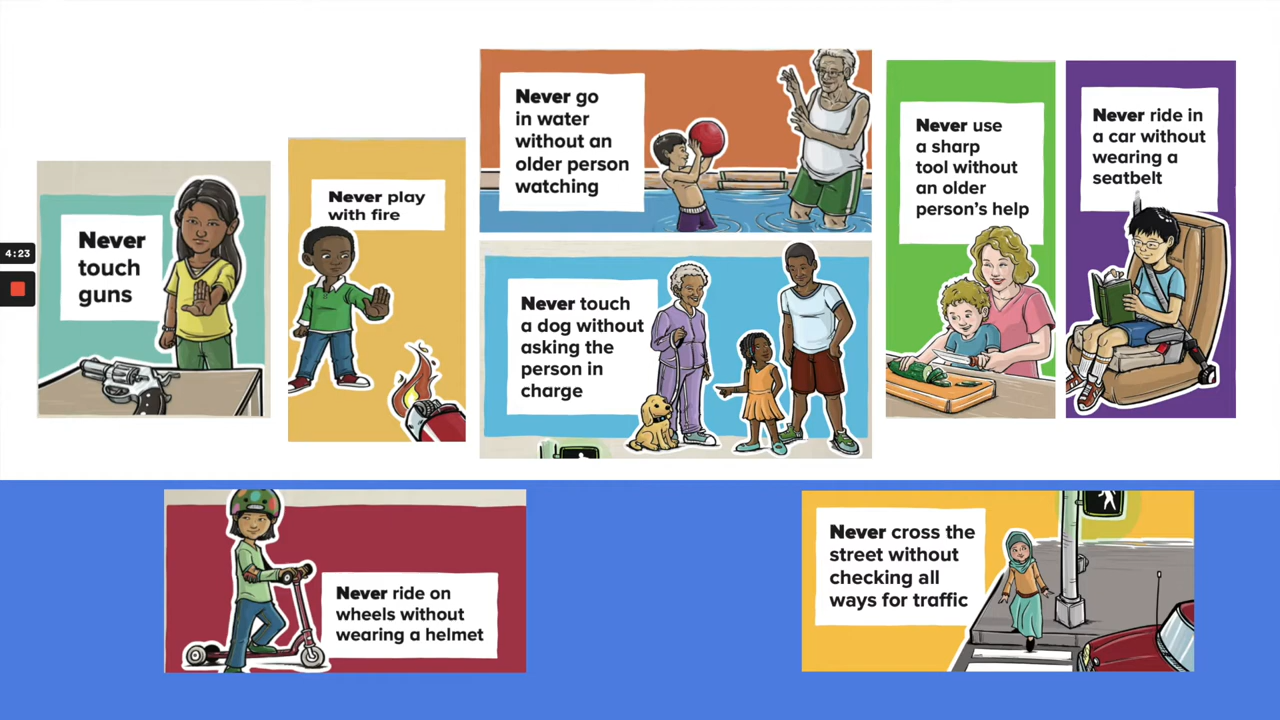 4:23
Never
touch
guns
Never play
with fire
Never go
in water
without an
older person
watching
Never touch
a dog without
asking the
person in
charge
Never use
a sharp
tool without
an older
person's help
Never ride in
a car without
wearing a
seatbelt
Never ride on
wheels without
wearing a helmet
Never cross the
street without
checking all
ways for traffic